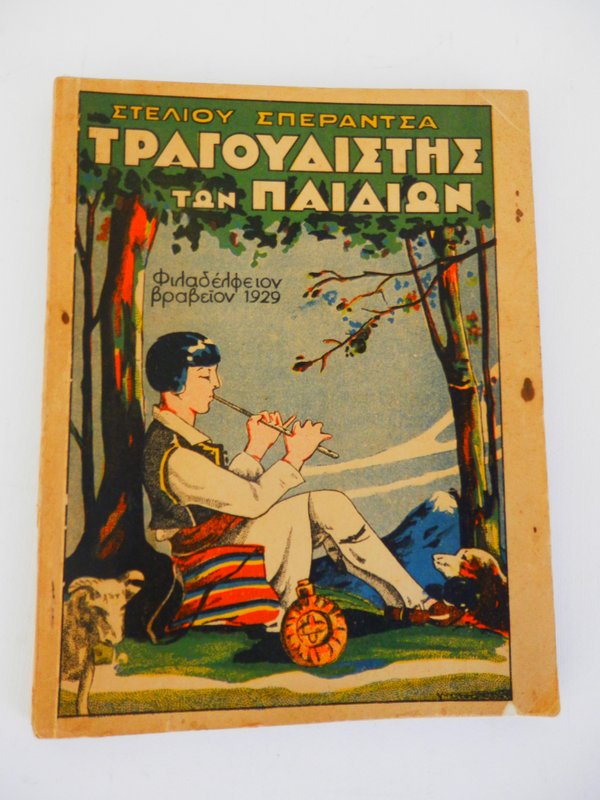 ΣΤΕΛΙΟΥ ΣΠΕΡΑΝΤΣΑ
ΤΡΑΓΟΥΔΙΣΤΗΣ
ΤΩΝ ΠΑΙΔΙΩΝ
Φιλαδέλφειον
βραβεῖον 1929